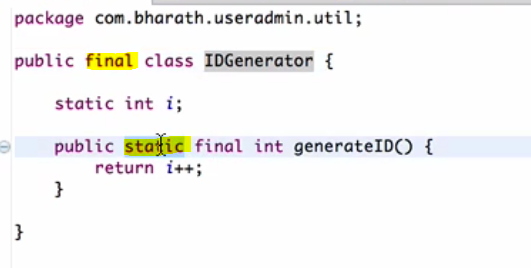 package com.bharath.useradmin.util;
public final class IDGenerator {
static int i;
public static final int generateID() {
return i++;
}
}